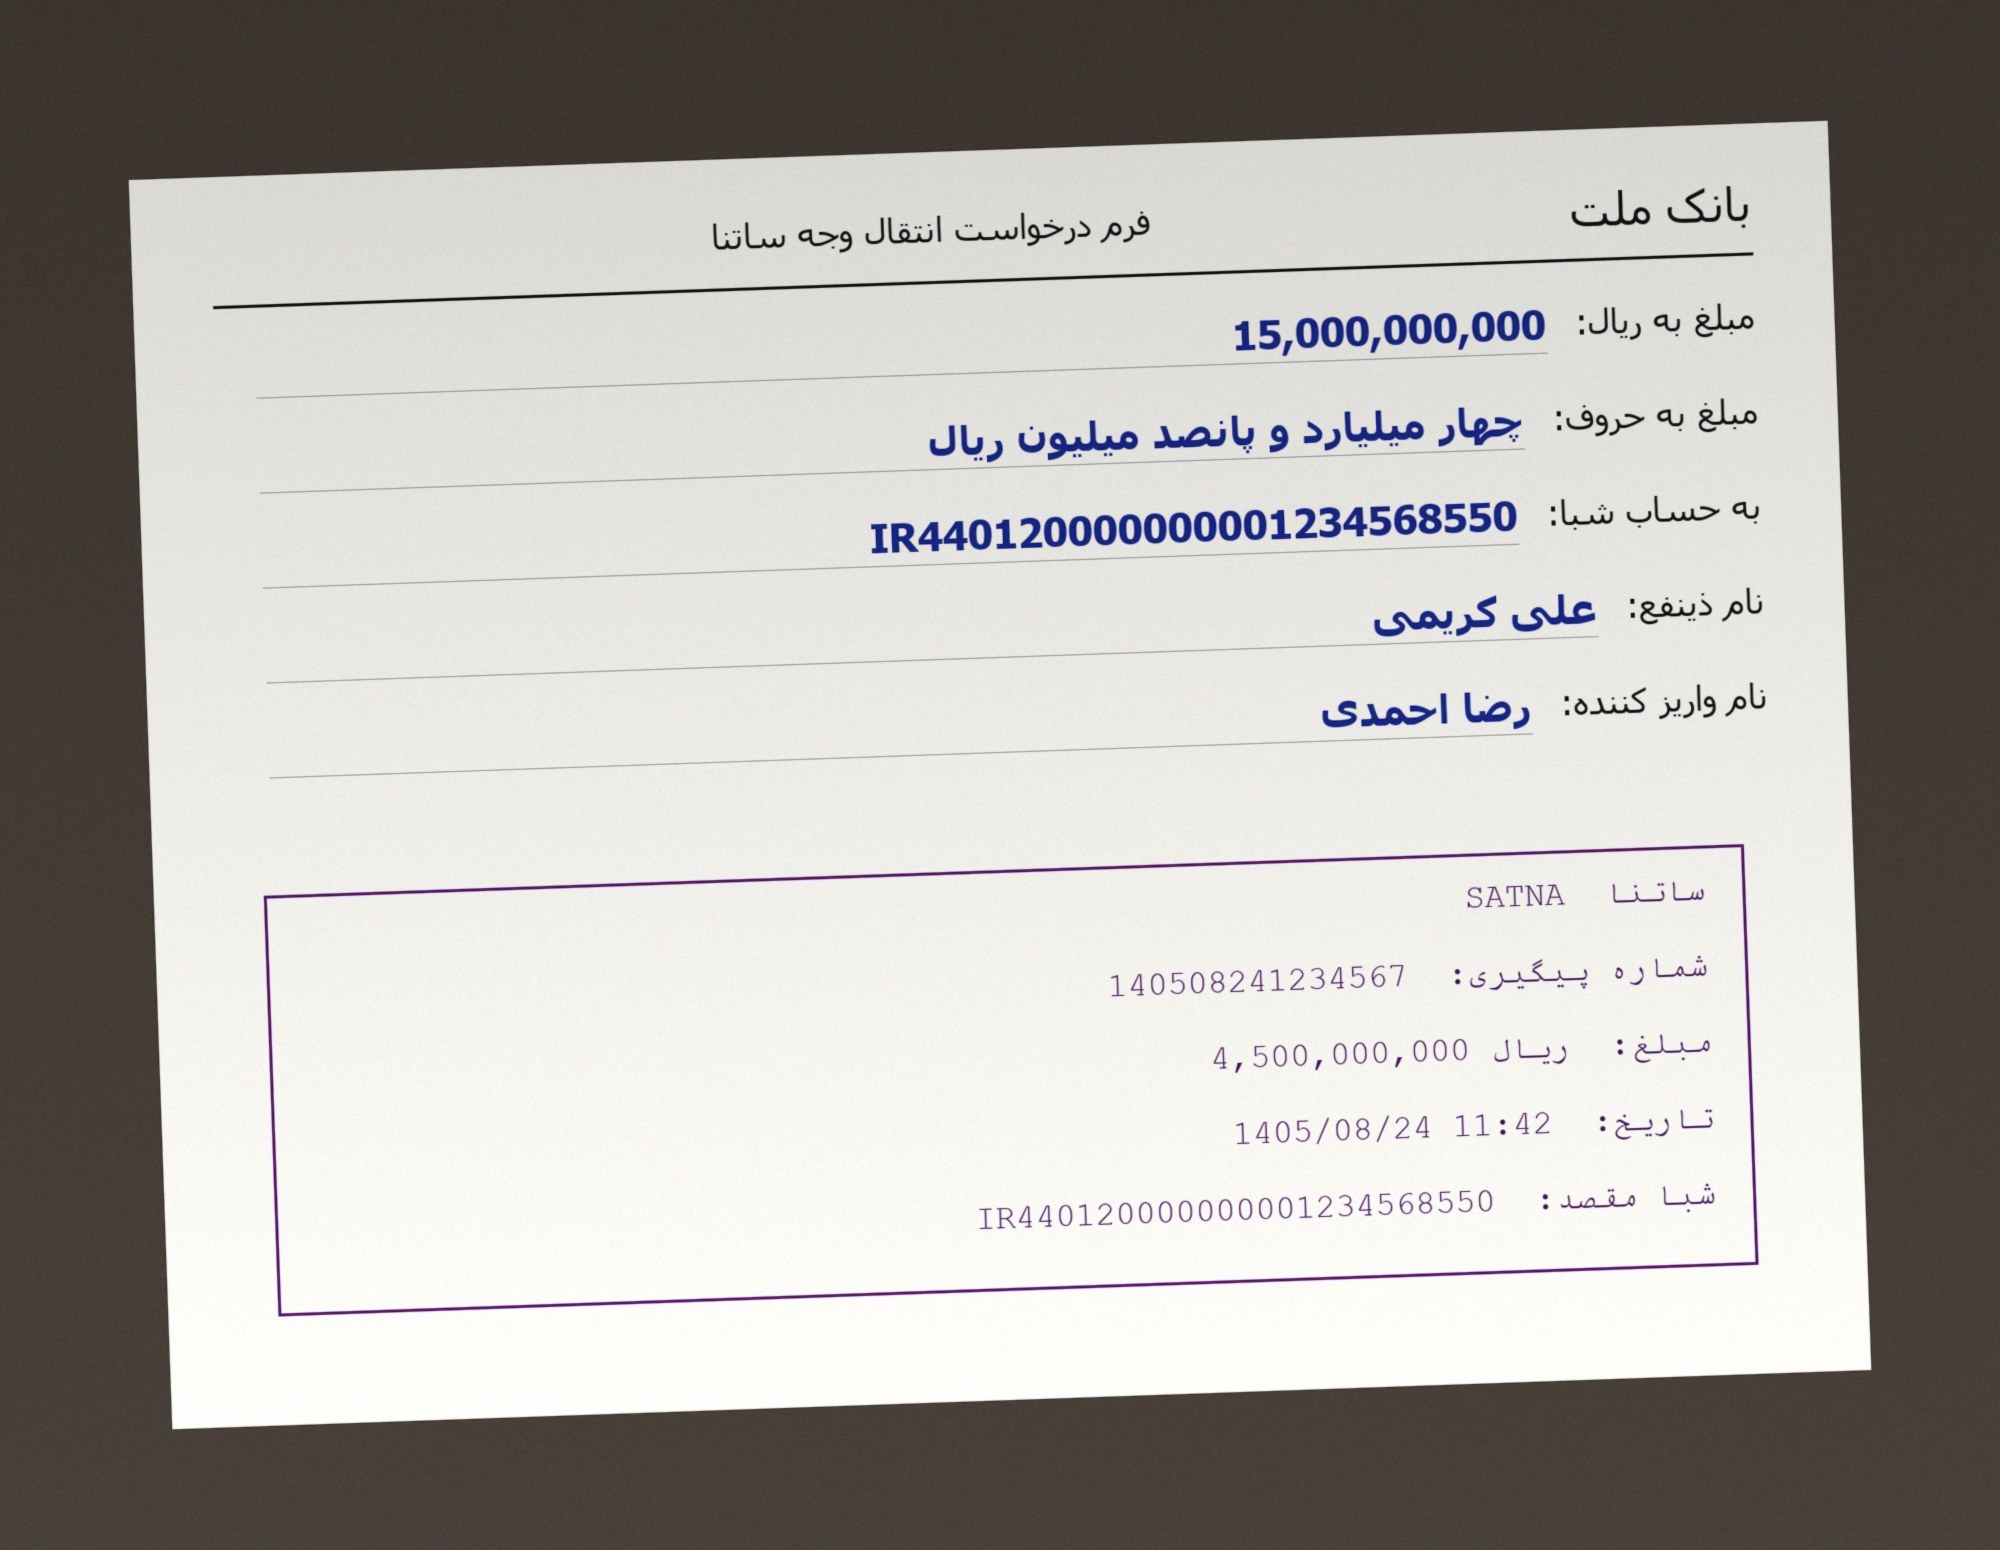 بانک ملت
فرم درخواست انتقال وجه ساتنا
مبلغ به ریال: 15,000,000,000
مبلغ به حروف: چهار میلیارد و پانصد میلیون ریال
به حساب شبا: IR440120000000001234568550
نام ذینفع: علی کریمی
نام واریز کننده: رضا احمدی
ساتنا SATNA
شماره پیگیری: 140508241234567
مبلغ: ریال 4,500,000,000
تاریخ: 1405/08/24 11:42
شبا مقصد: IR440120000000001234568550